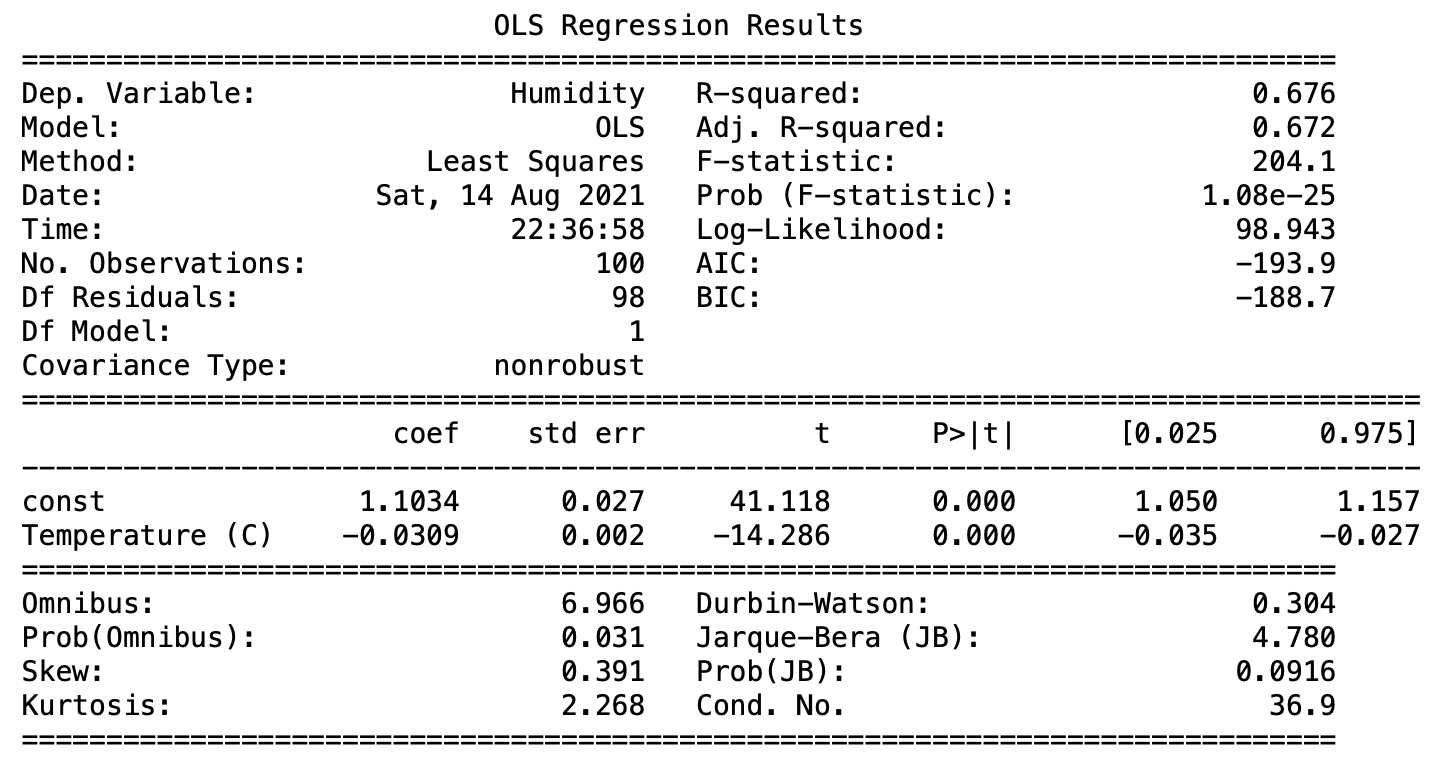 OLS Regression Results
==============================================================================
Dep. Variable:               Humidity   R-squared:                       0.676
Model:                            OLS   Adj. R-squared:                  0.672
Method:                 Least Squares   F-statistic:                     204.1
Date:                Sat, 14 Aug 2021   Prob (F-statistic):           1.08e-25
Time:                        22:36:58   Log-Likelihood:                 98.943
No. Observations:                 100   AIC:                            -193.9
Df Residuals:                      98   BIC:                            -188.7
Df Model:                           1
Covariance Type:            nonrobust
===================================================================================
                      coef    std err          t      P>|t|      [0.025      0.975]
-----------------------------------------------------------------------------------
const               1.1034      0.027     41.118      0.000       1.050       1.157
Temperature (C)    -0.0309      0.002    -14.286      0.000      -0.035      -0.027
==============================================================================
Omnibus:                        6.966   Durbin-Watson:                   0.304
Prob(Omnibus):                  0.031   Jarque-Bera (JB):                4.780
Skew:                           0.391   Prob(JB):                       0.0916
Kurtosis:                       2.268   Cond. No.                         36.9
==============================================================================